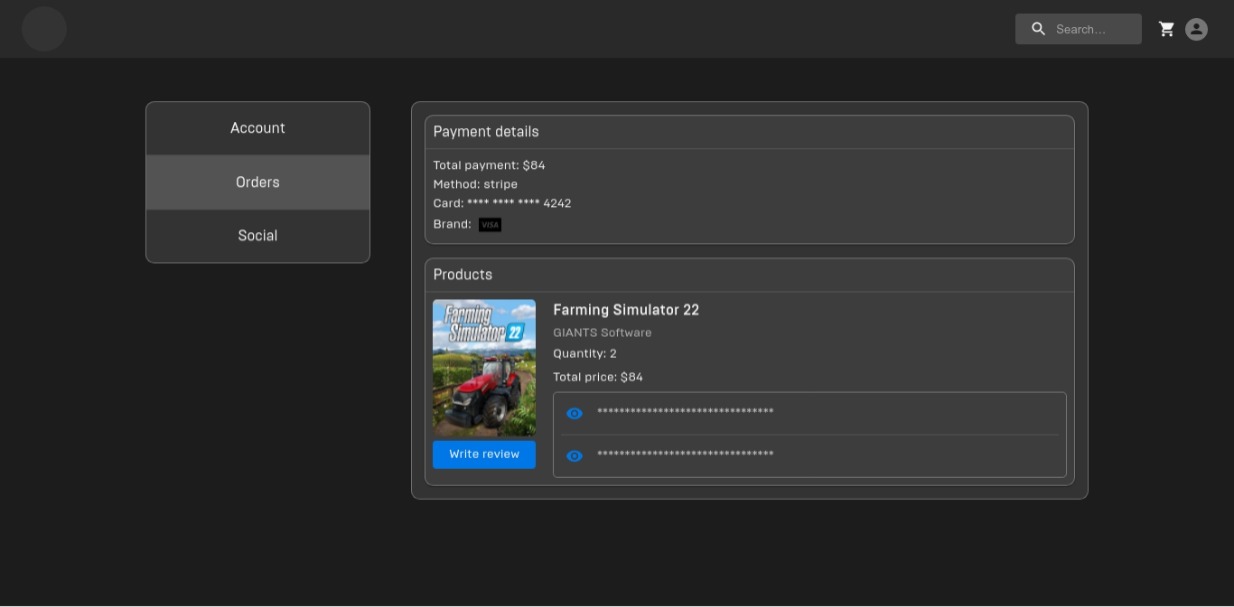 Search...
Account
Orders
Social
Payment details
Total payment: $84
Method: stripe
Card: **** **** **** 4242
Brand: VISA
Products
Farming
Simulator 22
Write review
Farming Simulator 22
GIANTS Software
Quantity: 2
Total price: $84
********************************
********************************